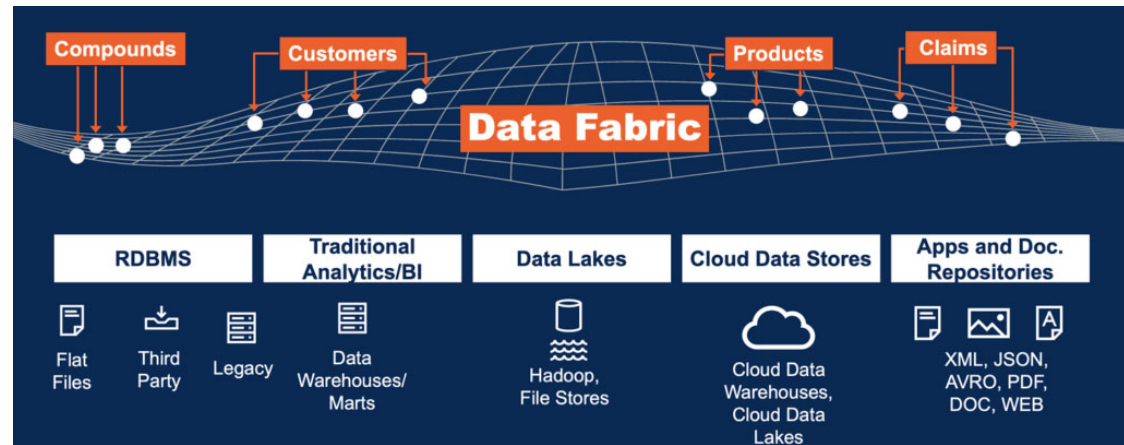 Compounds
Customers
Products
Claims
Data Fabric
RDBMS
Traditional
Analytics/BI
Data Lakes
Cloud Data Stores
Apps and Doc.
Repositories
Flat
Files
Third
Party
Legacy
Data
Warehouses/
Marts
Hadoop,
File Stores
Cloud Data
Warehouses,
Cloud Data
Lakes
A
XML, JSON,
AVRO, PDF,
DOC, WEB